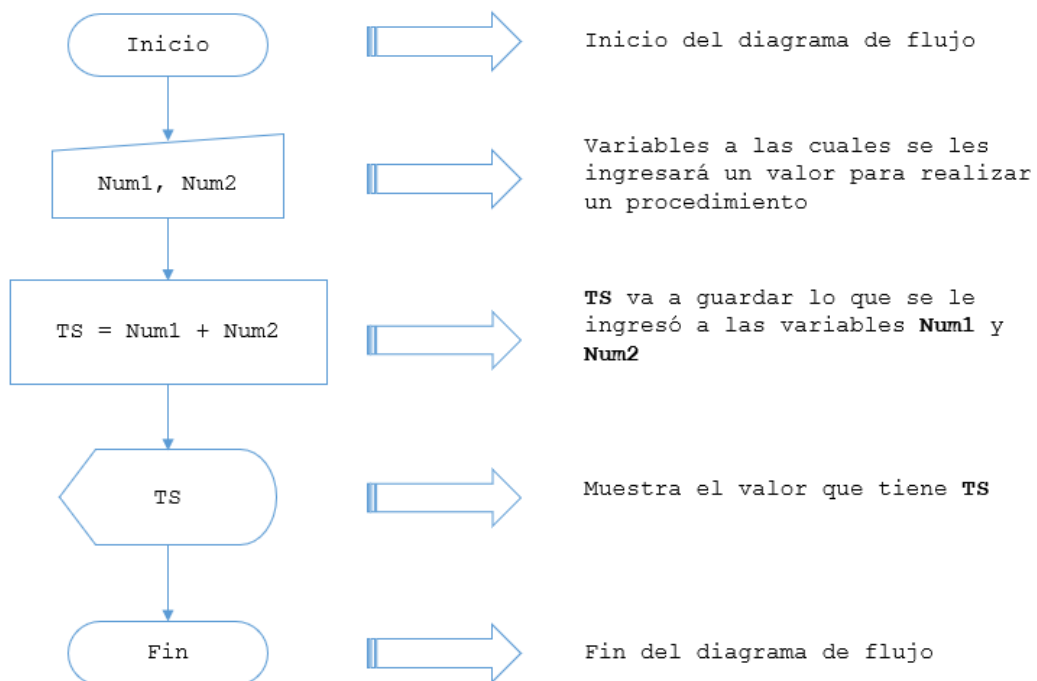 Inicio
Inicio del diagrama de flujo
Num1, Num2
Variables a las cuales se les
ingresará un valor para realizar
un procedimiento
TS = Num1 + Num2
TS va a guardar lo que se le
ingresó a las variables Num1 y
Num2
TS
Muestra el valor que tiene TS
Fin
Fin del diagrama de flujo